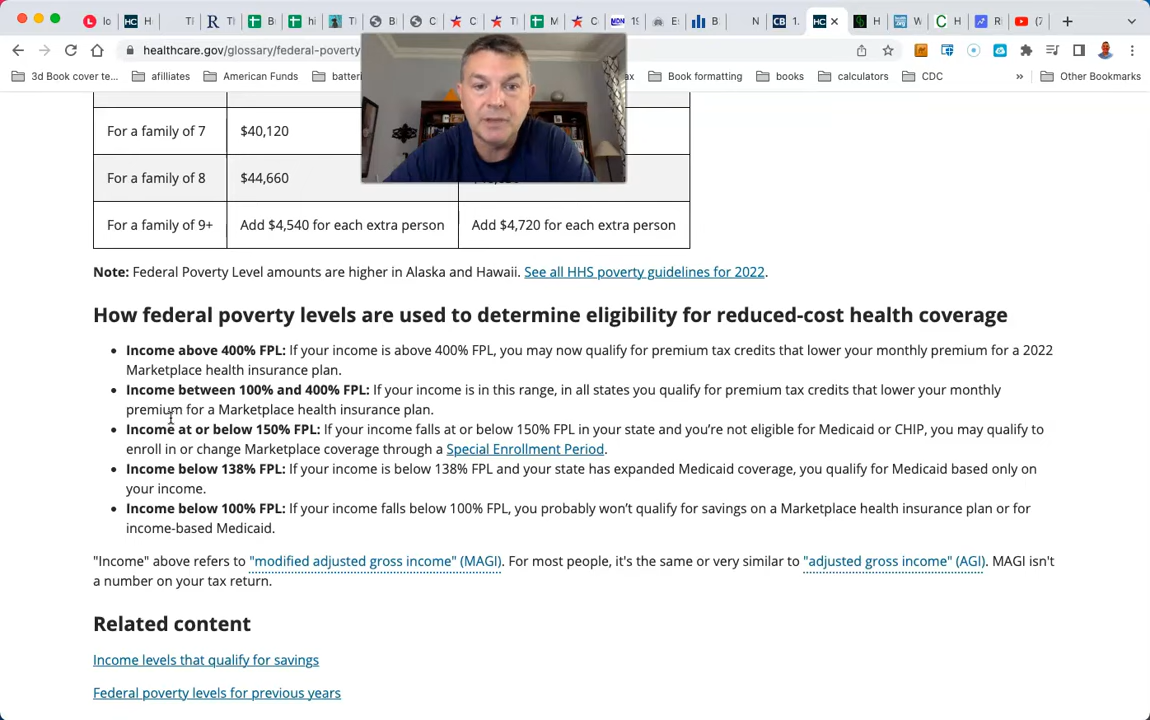 healthcare.gov/glossary/federal-poverty
3d Book cover te... afiliates American Funds Book formatting books calculators CDC » Other Bookmarks
For a family of 7 $40,120
For a family of 8 $44,660
For a family of 9+ Add $4,540 for each extra person Add $4,720 for each extra person
Note: Federal Poverty Level amounts are higher in Alaska and Hawaii. See all HHS poverty guidelines for 2022.
How federal poverty levels are used to determine eligibility for reduced-cost health coverage
• Income above 400% FPL: If your income is above 400% FPL, you may now qualify for premium tax credits that lower your monthly premium for a 2022
Marketplace health insurance plan.
• Income between 100% and 400% FPL: If your income is in this range, in all states you qualify for premium tax credits that lower your monthly
premium for a Marketplace health insurance plan.
• Income at or below 150% FPL: If your income falls at or below 150% FPL in your state and you’re not eligible for Medicaid or CHIP, you may qualify to
enroll in or change Marketplace coverage through a Special Enrollment Period.
• Income below 138% FPL: If your income is below 138% FPL and your state has expanded Medicaid coverage, you qualify for Medicaid based only on
your income.
• Income below 100% FPL: If your income falls below 100% FPL, you probably won’t qualify for savings on a Marketplace health insurance plan or for
income-based Medicaid.
"Income" above refers to "modified adjusted gross income" (MAGI). For most people, it's the same or very similar to "adjusted gross income" (AGI). MAGI isn't
a number on your tax return.
Related content
Income levels that qualify for savings
Federal poverty levels for previous years